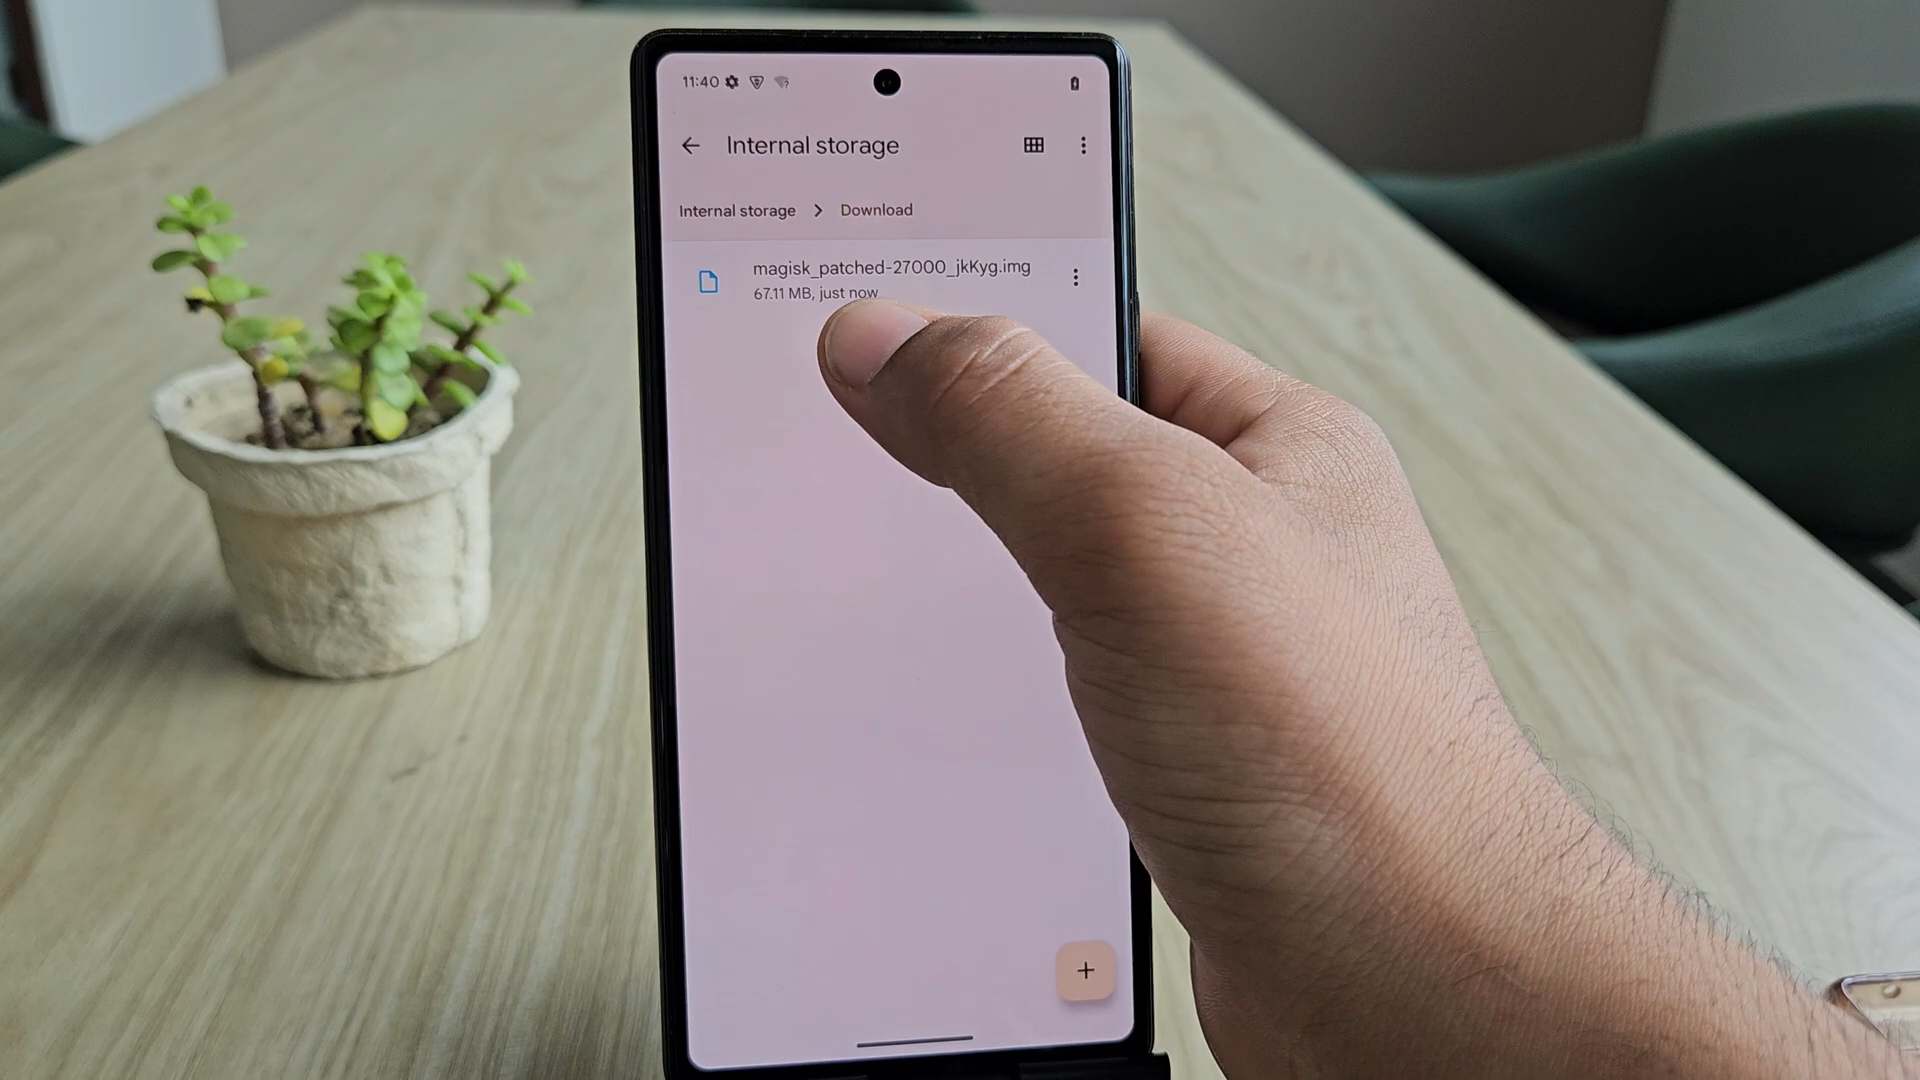 11:40
Internal storage
Internal storage > Download
magisk_patched-27000_jkKyg.img
67.11 MB, just now